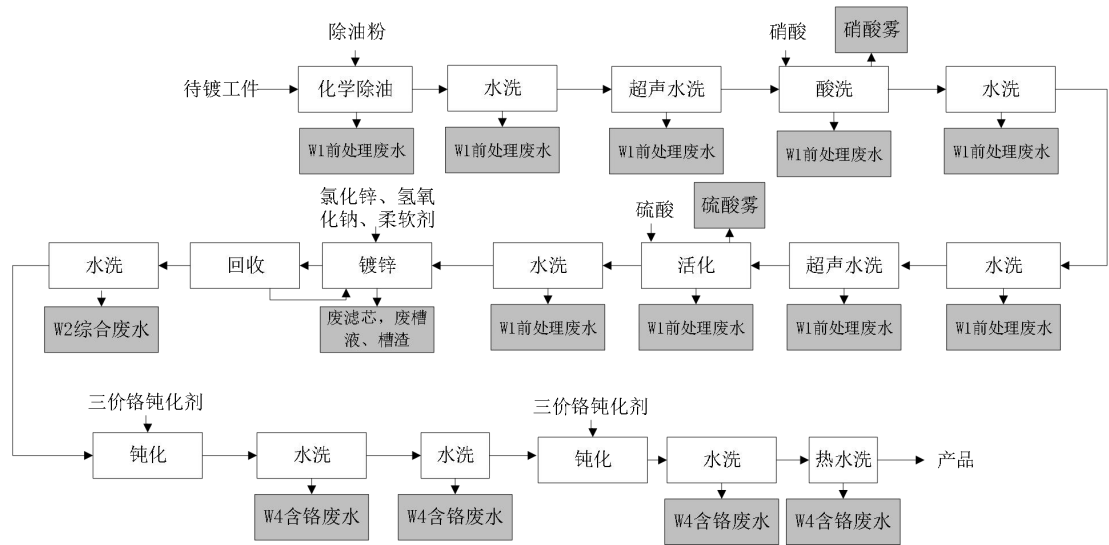 除油粉
硝酸
硝酸雾
待镀工件
化学除油
水洗
超声水洗
酸洗
水洗
W1前处理废水
W1前处理废水
W1前处理废水
W1前处理废水
W1前处理废水
氯化锌、氢氧
化钠、柔软剂
硫酸
硫酸雾
水洗
回收
镀锌
水洗
活化
超声水洗
水洗
W2综合废水
废滤芯，废槽
液、槽渣
W1前处理废水
W1前处理废水
W1前处理废水
W1前处理废水
三价铬钝化剂
三价铬钝化剂
钝化
水洗
水洗
钝化
水洗
热水洗
产品
W4含铬废水
W4含铬废水
W4含铬废水
W4含铬废水